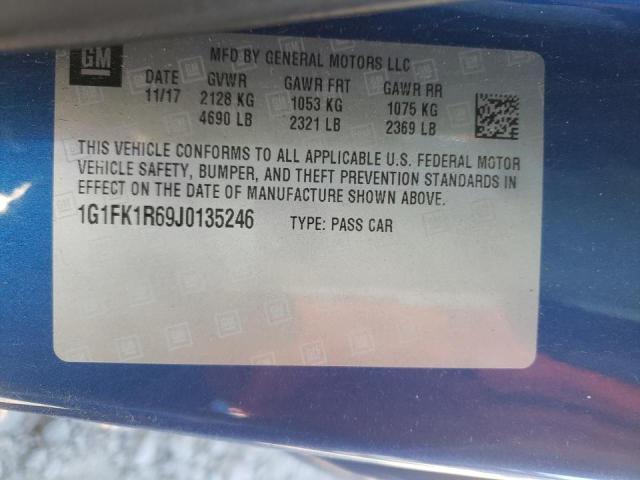 GM
MFD BY GENERAL MOTORS LLC
DATE GVWR GAWR FRT GAWR RR
11/17 2128 KG 1053 KG 1075 KG
4690 LB 2321 LB 2369 LB
THIS VEHICLE CONFORMS TO ALL APPLICABLE U.S. FEDERAL MOTOR
VEHICLE SAFETY, BUMPER, AND THEFT PREVENTION STANDARDS IN
EFFECT ON THE DATE OF MANUFACTURE SHOWN ABOVE.
1G1FK1R69J0135246 TYPE: PASS CAR